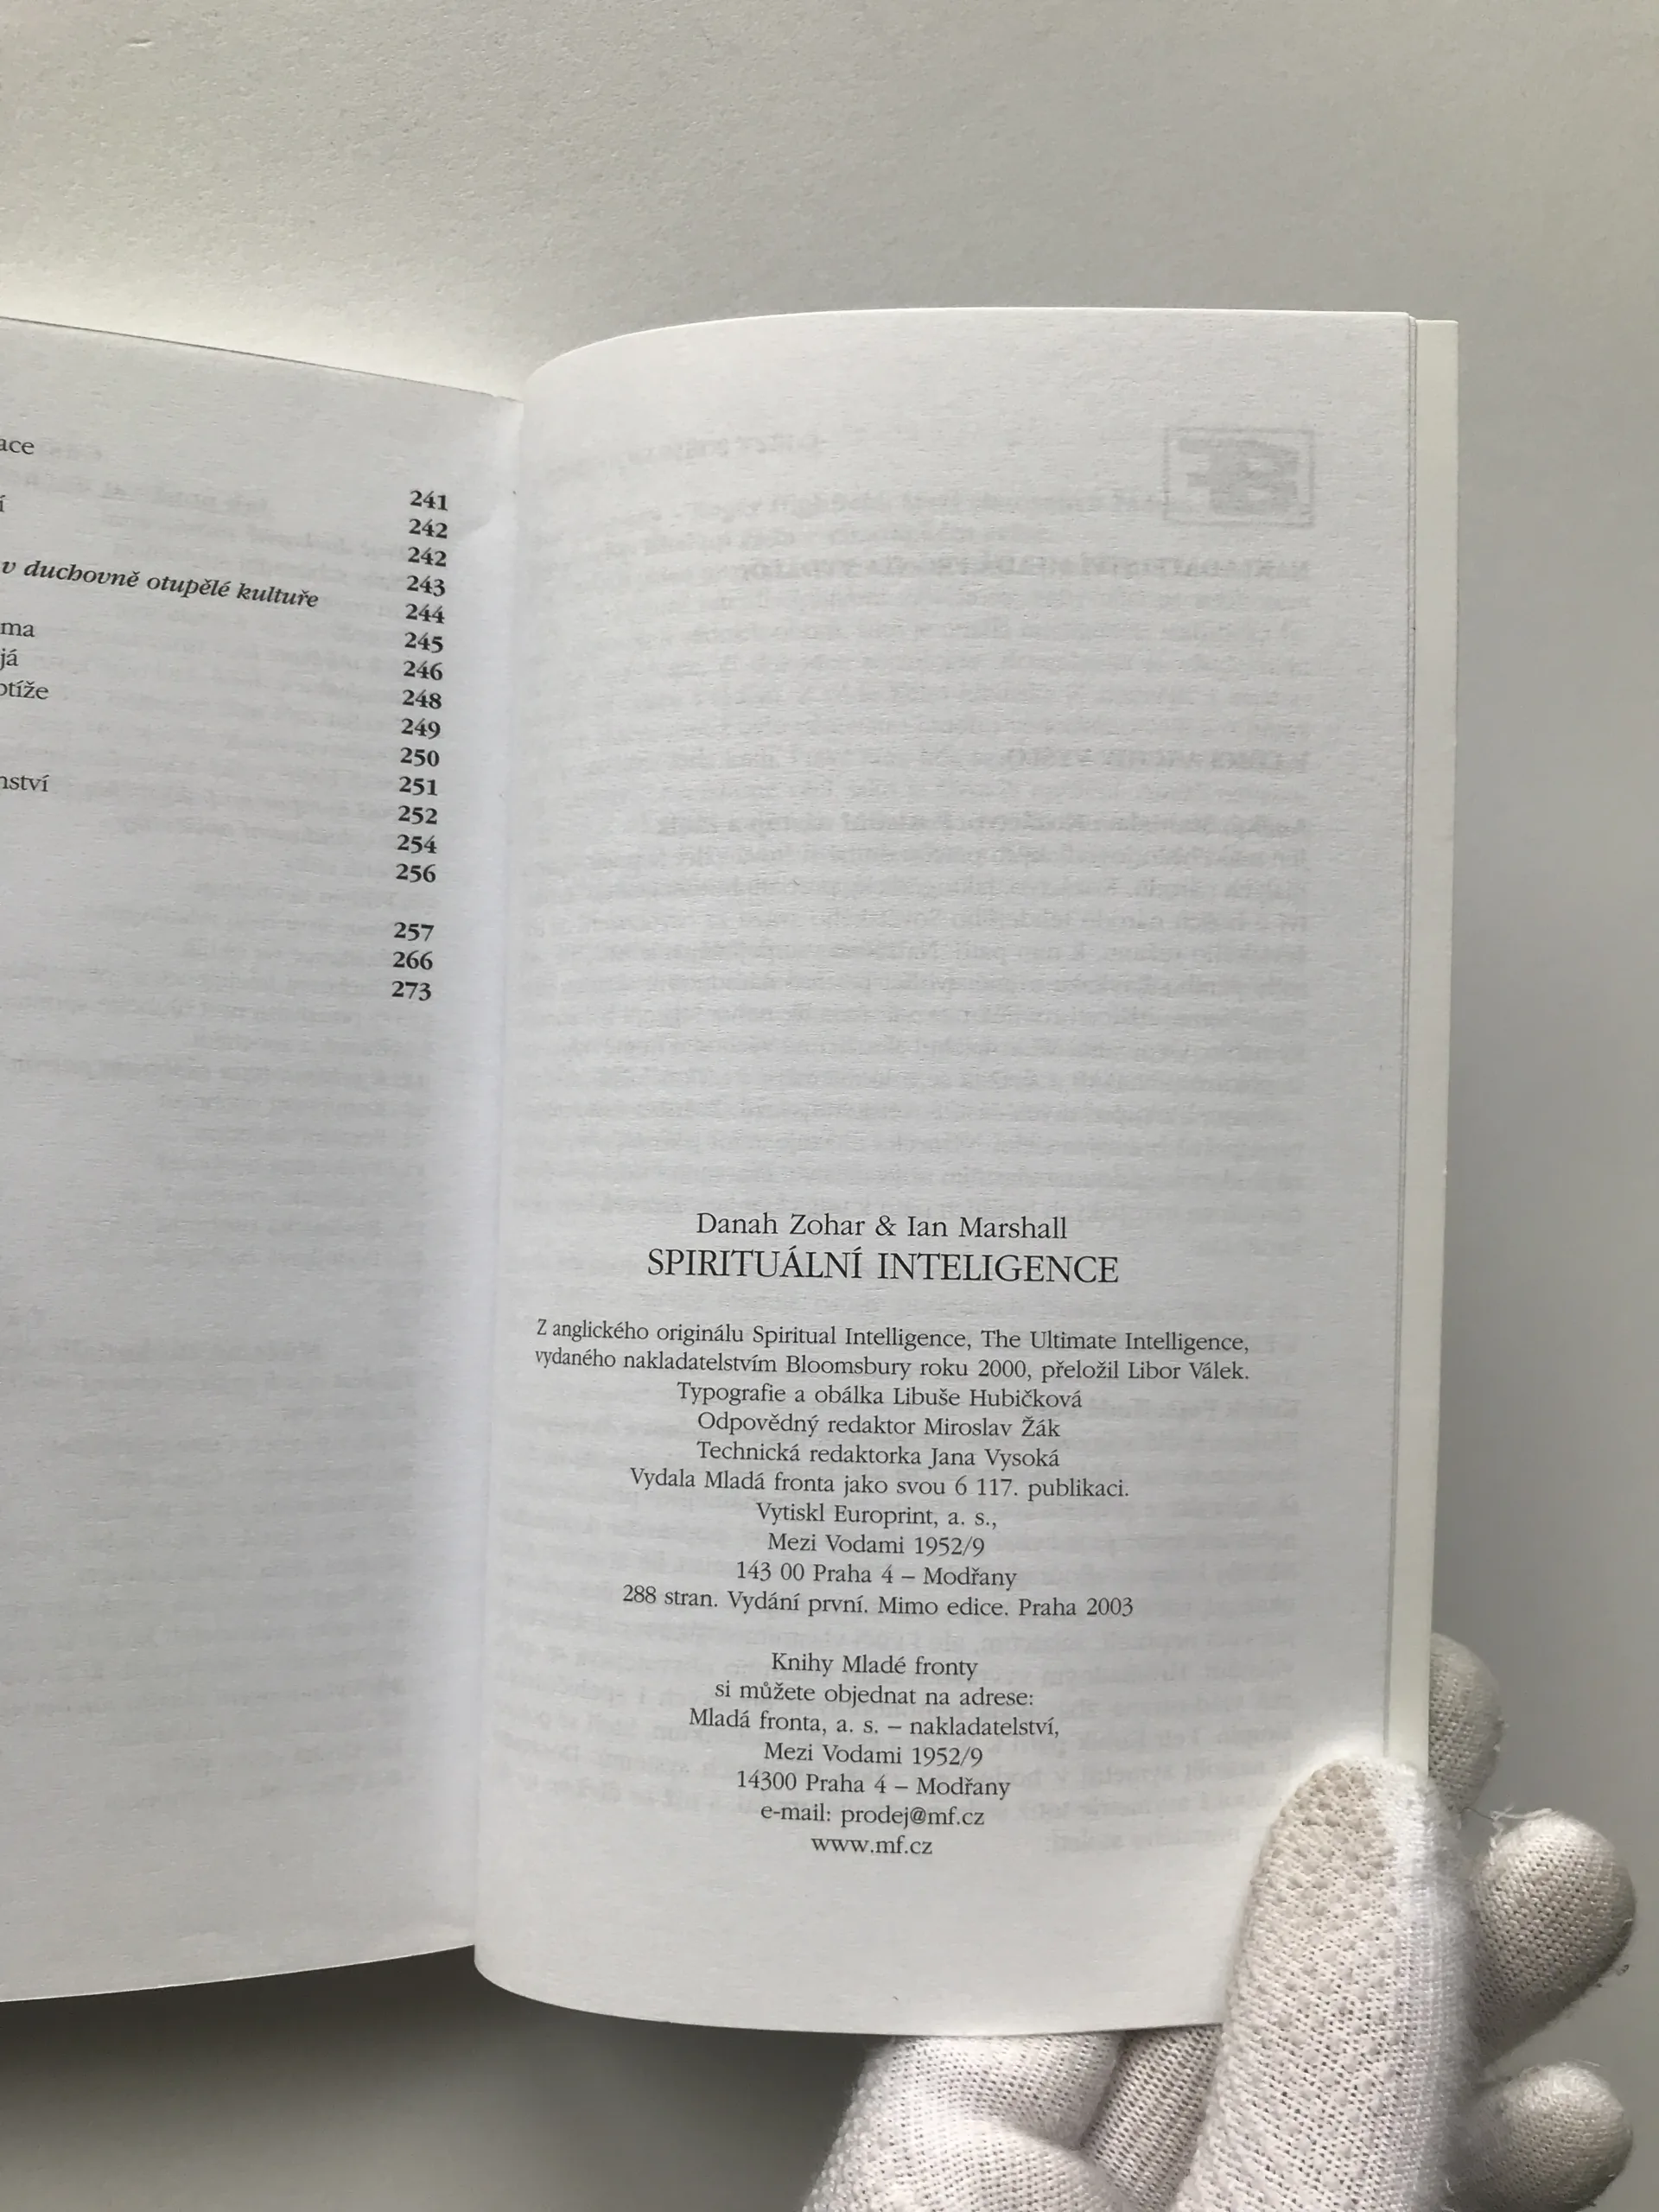 ace
í
v duchovně otupělé kultuře
ma
já
otíže
nství
241
242
242
243
244
245
246
248
249
250
251
252
254
256
257
266
273
Danah Zohar & Ian Marshall
SPIRITUÁLNÍ INTELIGENCE
Z anglického originálu Spiritual Intelligence, The Ultimate Intelligence,
vydaného nakladatelstvím Bloomsbury roku 2000, přeložil Libor Válek.
Typografie a obálka Libuše Hubičková
Odpovědný redaktor Miroslav Žák
Technická redaktorka Jana Vysoká
Vydala Mladá fronta jako svou 6 117. publikaci.
Vytiskl Europrint, a. s.,
Mezi Vodami 1952/9
143 00 Praha 4 – Modřany
288 stran. Vydání první. Mimo edice. Praha 2003
Knihy Mladé fronty
si můžete objednat na adrese:
Mladá fronta, a. s. – nakladatelství,
Mezi Vodami 1952/9
14300 Praha 4 – Modřany
e-mail: prodej@mf.cz
www.mf.cz